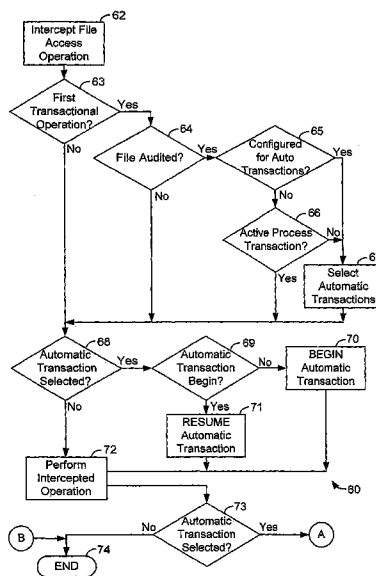 62
Intercept File
Access
Operation
63
First
Transactional
Operation?
Yes
No
64
File Audited?
Yes
No
65
Configured
for Auto
Transactions?
Yes
No
66
Active Process
Transaction?
No
Yes
Select
Automatic
Transactions
68
Automatic
Transaction
Selected?
Yes
No
69
Automatic
Transaction
Begin?
No
Yes
70
BEGIN
Automatic
Transaction
71
RESUME
Automatic
Transaction
72
Perform
Intercepted
Operation
60
73
Automatic
Transaction
Selected?
No
Yes
B
A
74
END